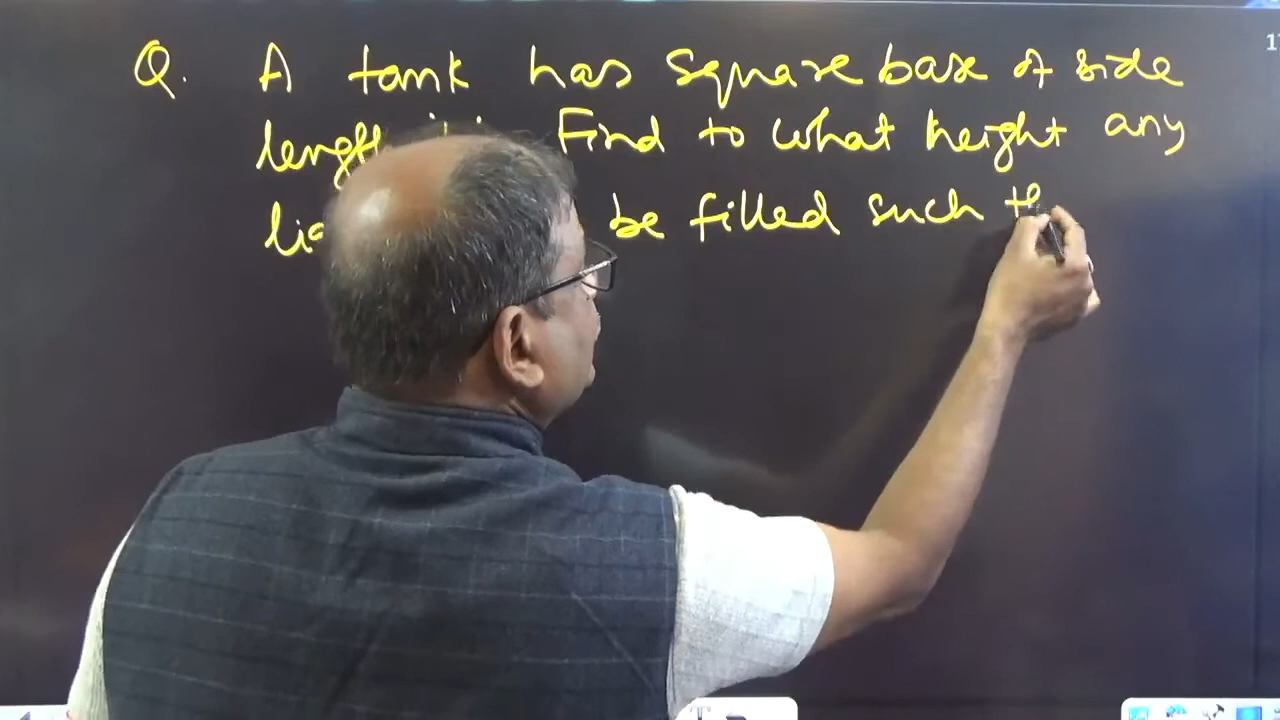 Q. A tank has square base of side
Find to what height any
be filled such